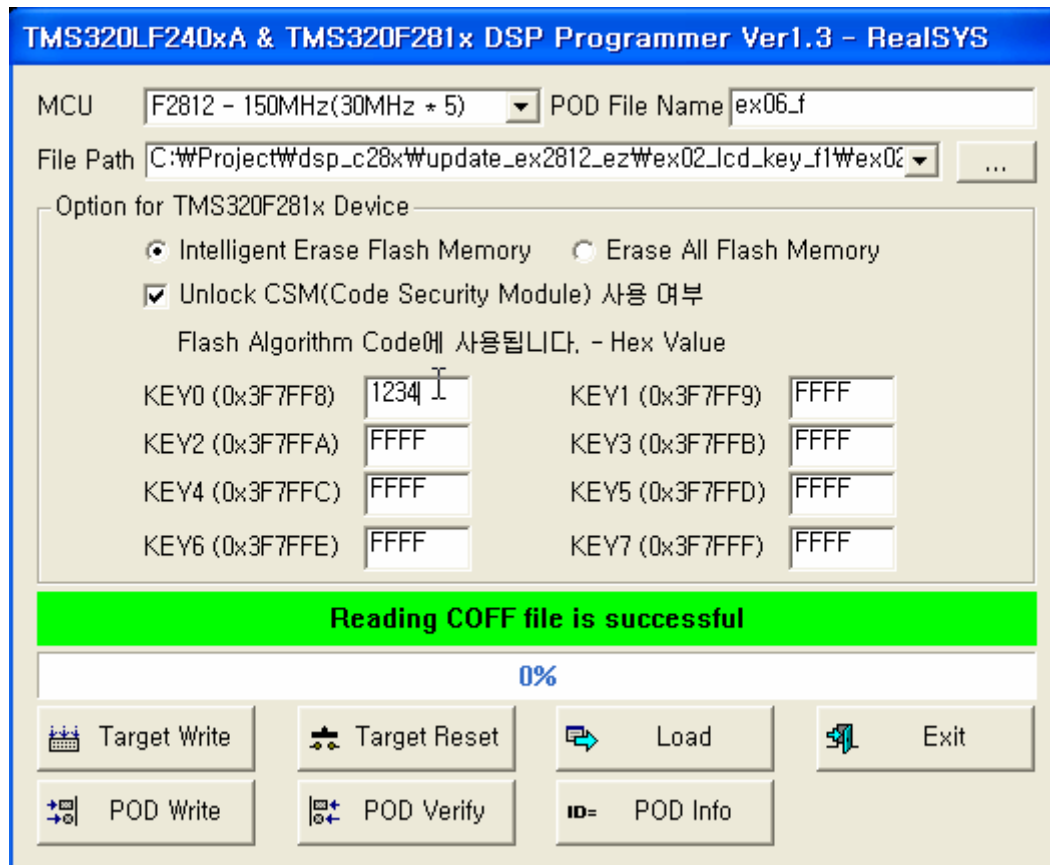 TMS320LF240xA & TMS320F281x DSP Programmer Ver1.3 - RealSYS
MCU F2812 - 150MHz(30MHz * 5) POD File Name ex06_f
File Path C:₩Project₩dsp_c28x₩update_ex2812_ez₩ex02_lcd_key_f1₩ex02 ...
Option for TMS320F281x Device
Intelligent Erase Flash Memory Erase All Flash Memory
Unlock CSM(Code Security Module) 사용 여부
Flash Algorithm Code에 사용됩니다. - Hex Value
KEY0 (0x3F7FF8) 1234 KEY1 (0x3F7FF9) FFFF
KEY2 (0x3F7FFA) FFFF KEY3 (0x3F7FFB) FFFF
KEY4 (0x3F7FFC) FFFF KEY5 (0x3F7FFD) FFFF
KEY6 (0x3F7FFE) FFFF KEY7 (0x3F7FFF) FFFF
Reading COFF file is successful
0%
Target Write Target Reset Load Exit
POD Write POD Verify ID= POD Info